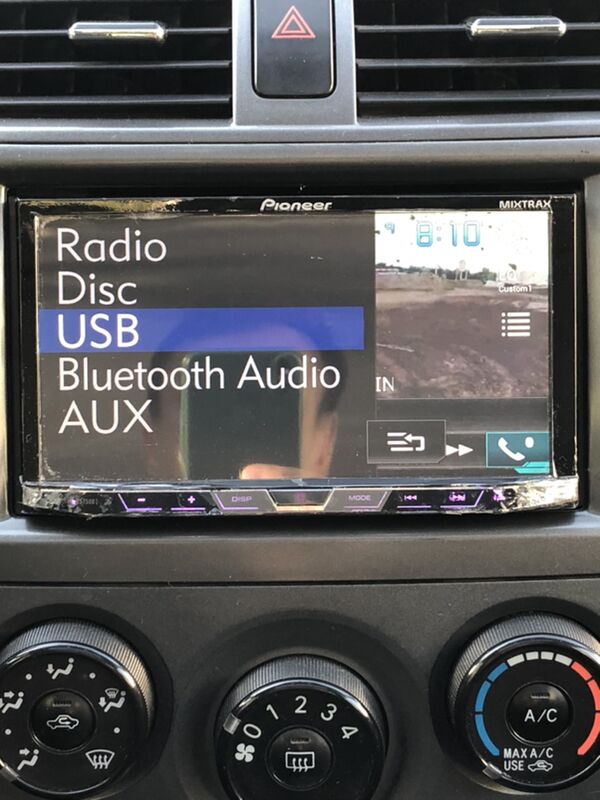 Pioneer
MIXTRAX
Radio
8:10
Disc
Custom1
USB
Bluetooth Audio
IN
AUX
- + DISP MODE
0 1 2 3 4
A/C
MAX A/C
USE